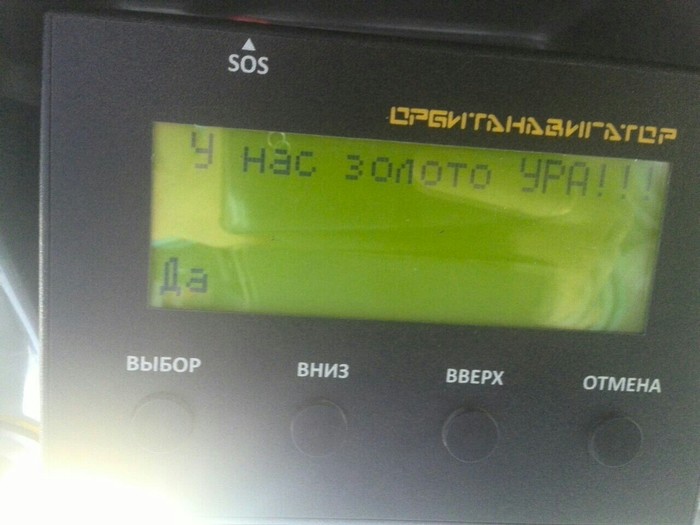 SOS
ОРБИТАНАВИГАТОР
У нас золото УРА!!!
Да
ВЫБОР ВНИЗ ВВЕРХ ОТМЕНА